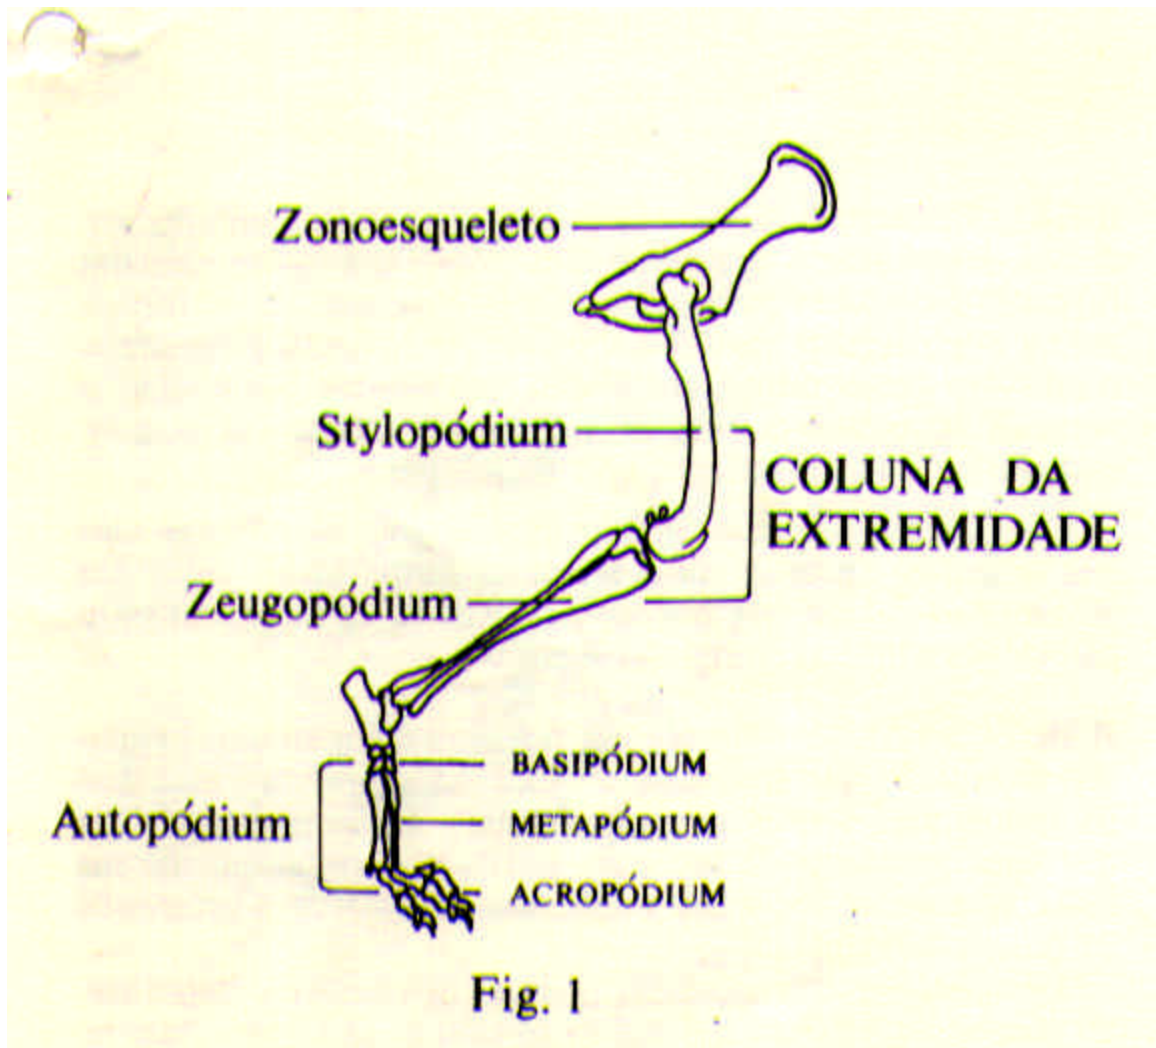 Zonoesqueleto
Stylopódium
COLUNA DA
EXTREMIDADE
Zeugopódium
BASIPÓDIUM
Autopódium
METAPÓDIUM
ACROPÓDIUM
Fig. 1